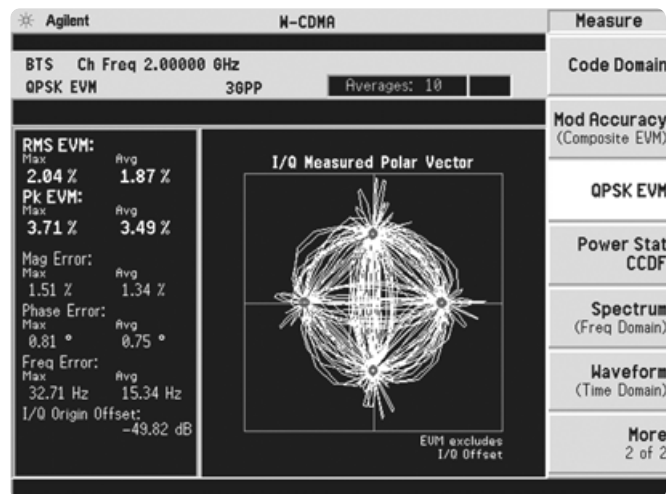 Agilent W-CDMA Measure
BTS Ch Freq 2.00000 GHz
QPSK EVM 3GPP Averages: 10
RMS EVM:
Max Avg
2.04 % 1.87 %
Pk EVM:
Max Avg
3.71 % 3.49 %
Mag Error:
Max Avg
1.51 % 1.34 %
Phase Error:
Max Avg
0.81 ° 0.75 °
Freq Error:
Max Avg
32.71 Hz 15.34 Hz
I/Q Origin Offset:
-49.82 dB
I/Q Measured Polar Vector
EVM excludes
I/Q Offset
Code Domain
Mod Accuracy
(Composite EVM)
QPSK EVM
Power Stat
CCDF
Spectrum
(Freq Domain)
Waveform
(Time Domain)
More
2 of 2